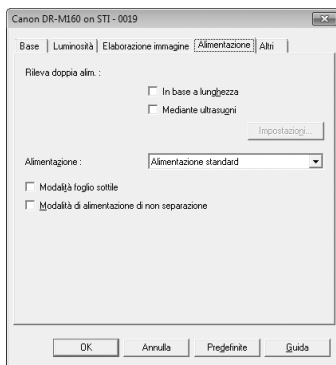 Canon DR-M160 on STI - 0019
Base Luminosità Elaborazione immagine Alimentazione Altri
Rileva doppia alim. :
In base a lunghezza
Mediante ultrasuoni
Impostazioni...
Alimentazione : Alimentazione standard
Modalità foglio sottile
Modalità di alimentazione di non separazione
OK Annulla Predefinite Guida